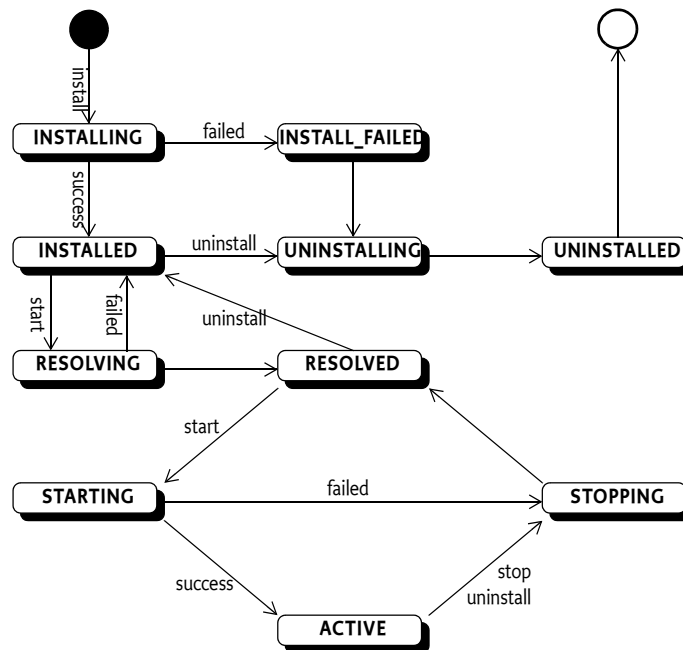 install
INSTALLING
failed
INSTALL_FAILED
success
INSTALLED
uninstall
UNINSTALLING
UNINSTALLED
start
failed
uninstall
RESOLVING
RESOLVED
start
STARTING
failed
STOPPING
success
stop
uninstall
ACTIVE